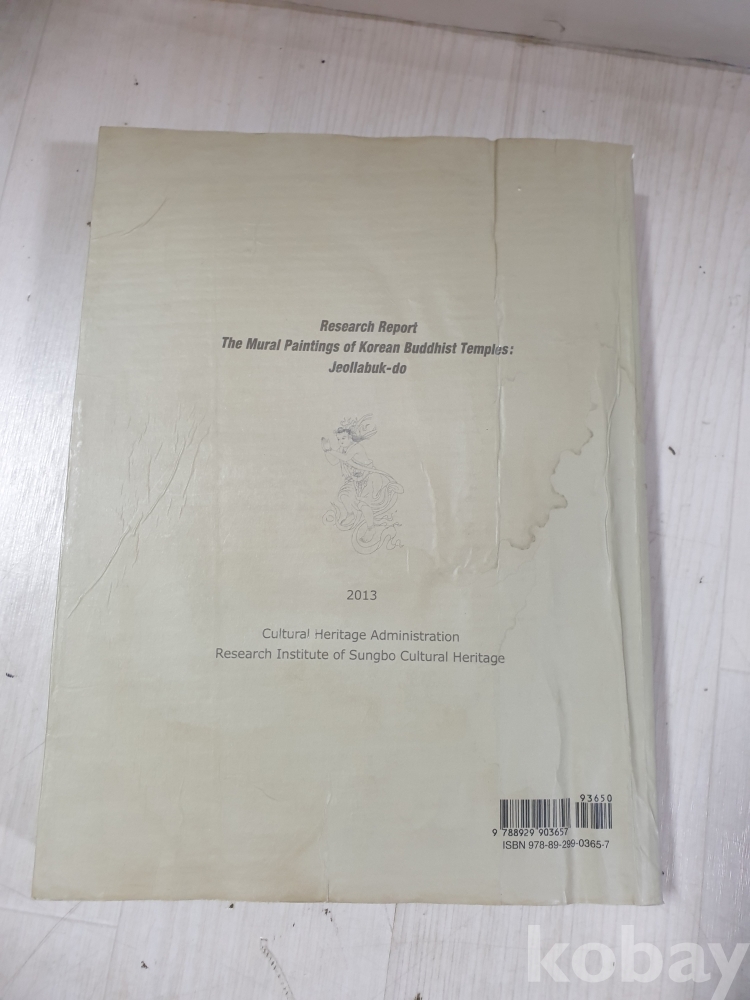 Research Report
The Mural Paintings of Korean Buddhist Temples:
Jeollabuk-do
2013
Cultural Heritage Administration
Research Institute of Sungbo Cultural Heritage
93650
9 788929 903657
ISBN 978-89-299-0365-7
kobay